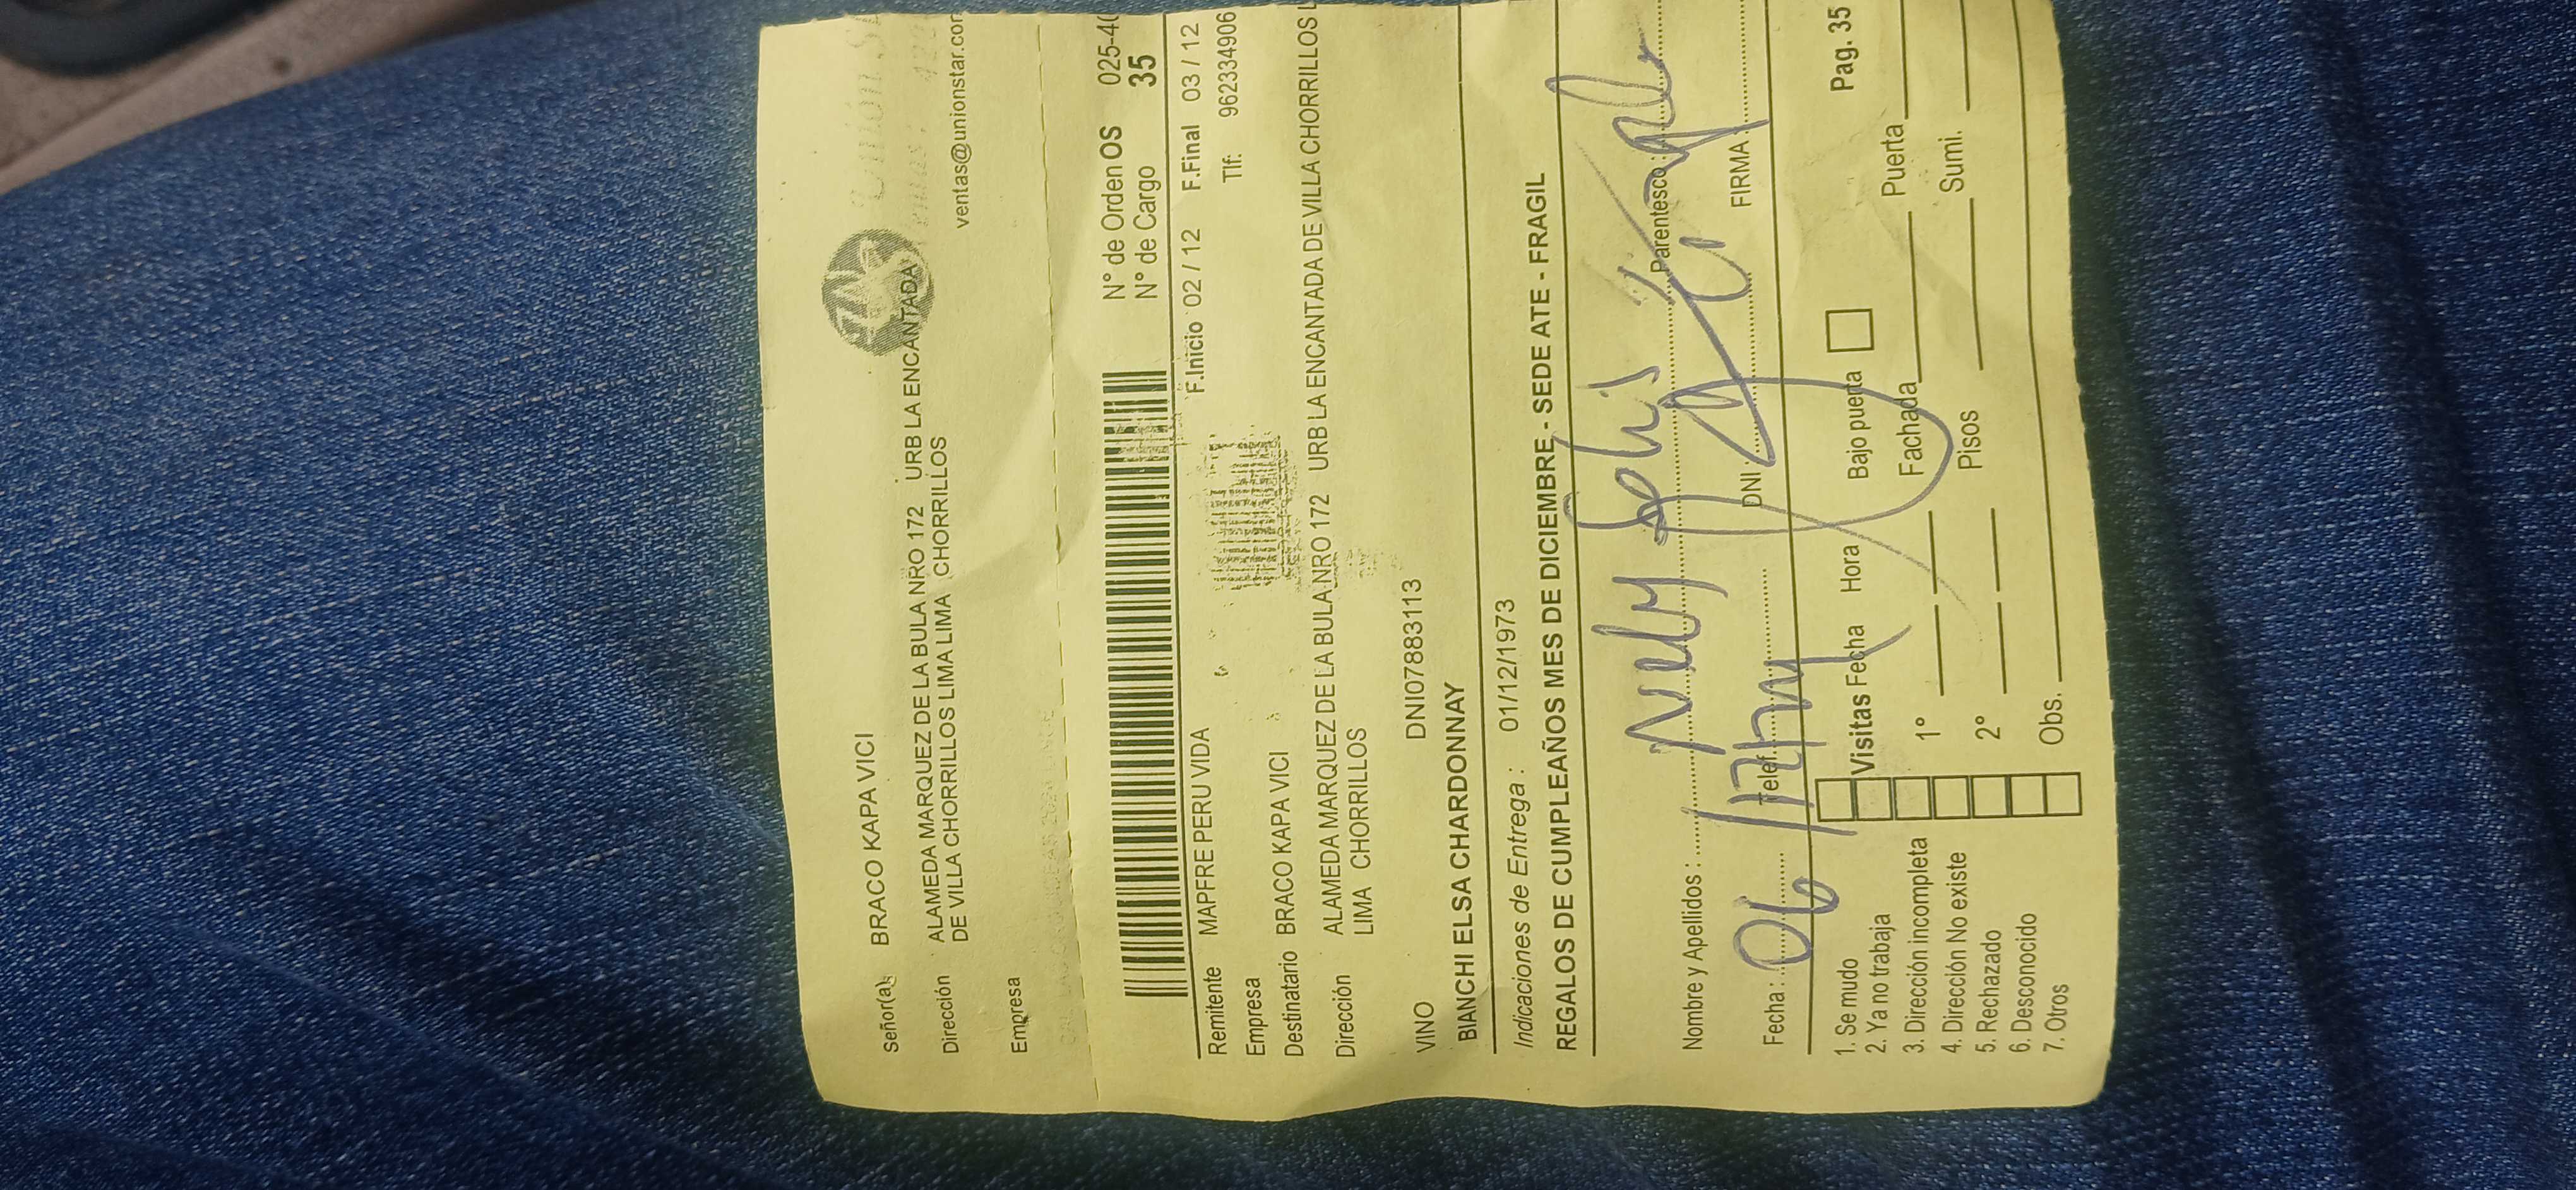 Señor(a) BRACO KAPA VICI
Dirección ALAMEDA MARQUEZ DE LA BULA NRO 172 URB LA ENCANTADA
DE VILLA CHORRILLOS LIMA LIMA CHORRILLOS
ventas@unionstar.com
Empresa
N° de Orden OS 025-4
N° de Cargo 35
F.Inicio 02 / 12 F.Final 03 / 12
Remitente MAPFRE PERU VIDA Tlf: 962334906
Empresa
Destinatario BRACO KAPA VICI
Dirección ALAMEDA MARQUEZ DE LA BULA NRO 172 URB LA ENCANTADA DE VILLA CHORRILLOS L
LIMA CHORRILLOS
DNI07883113
VINO
BIANCHI ELSA CHARDONNAY
Indicaciones de Entrega : 01/12/1973
REGALOS DE CUMPLEAÑOS MES DE DICIEMBRE - SEDE ATE - FRAGIL
Nombre y Apellidos : Nely Parentesco :
Fecha : 06 Telef. DNI FIRMA :
1. Se mudo
2. Ya no trabaja
3. Dirección incompleta
4. Dirección No existe
5. Rechazado
6. Desconocido
7. Otros
Visitas Fecha Hora Bajo puerta Pag. 35
1° Fachada Puerta
2° Pisos Sumi.
Obs.